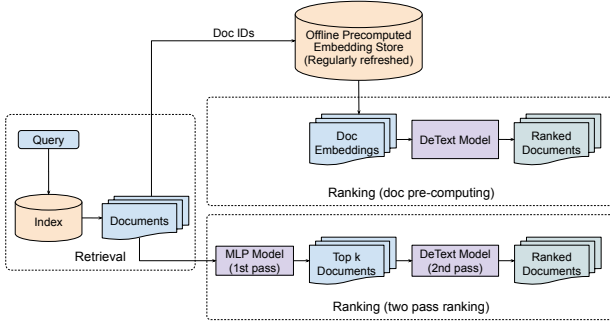 Doc IDs
Offline Precomputed
Embedding Store
(Regularly refreshed)
Query
Index
Documents
Retrieval
Doc
Embeddings
DeText Model
Ranked
Documents
Ranking (doc pre-computing)
MLP Model
(1st pass)
Top k
Documents
DeText Model
(2nd pass)
Ranked
Documents
Ranking (two pass ranking)